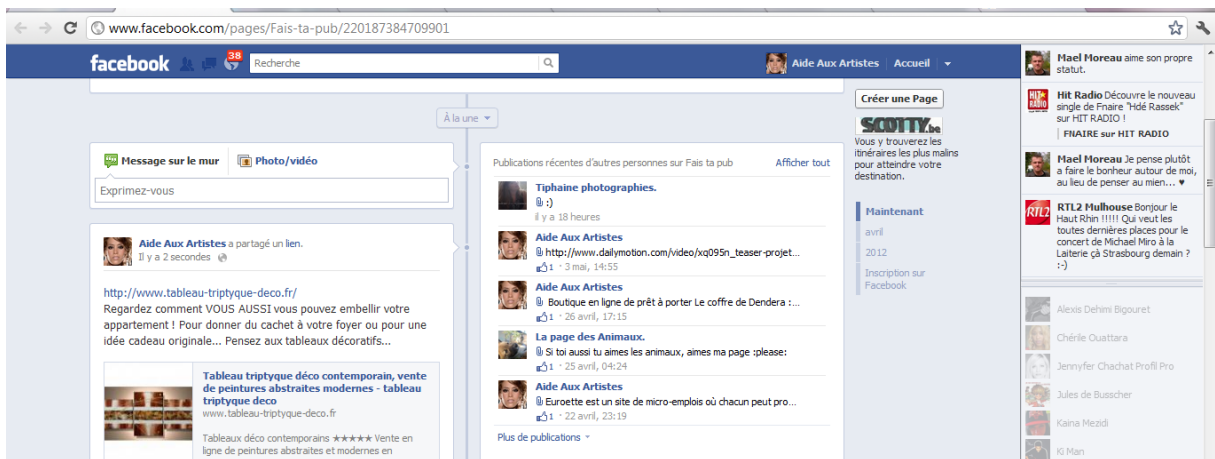 www.facebook.com/pages/Fais-ta-pub/220187384709901
facebook
38
Recherche
Aide Aux Artistes
Accueil
À la une
Message sur le mur
Photo/vidéo
Exprimez-vous
Aide Aux Artistes a partagé un lien.
Il y a 2 secondes
http://www.tableau-triptyque-deco.fr/
Regardez comment VOUS AUSSI vous pouvez embellir votre
appartement ! Pour donner du cachet à votre foyer ou pour une
idée cadeau originale... Pensez aux tableaux décoratifs...
Tableau triptyque déco contemporain, vente
de peintures abstraites modernes - tableau
triptyque deco
www.tableau-triptyque-deco.fr
Tableaux déco contemporains ★★★★★ Vente en
ligne de peintures abstraites et modernes en
Publications récentes d'autres personnes sur Fais ta pub
Afficher tout
Tiphaine photographies.
:)
il y a 18 heures
Aide Aux Artistes
http://www.dailymotion.com/video/xq095n_teaser-projet...
1 · 3 mai, 14:55
Aide Aux Artistes
Boutique en ligne de prêt à porter Le coffre de Dendera :...
1 · 26 avril, 17:15
La page des Animaux.
Si toi aussi tu aimes les animaux, aimes ma page :please:
1 · 25 avril, 04:24
Aide Aux Artistes
Euroette est un site de micro-emplois où chacun peut pro...
1 · 22 avril, 23:19
Plus de publications
Créer une Page
SCOTTY.be
Vous y trouverez les
itinéraires les plus malins
pour atteindre votre
destination.
Maintenant
avril
2012
Inscription sur
Facebook
Mael Moreau aime son propre
statut.
HIT
RADIO
Hit Radio Découvre le nouveau
single de Fnaire "Hdé Rassek"
sur HIT RADIO !
FNAIRE sur HIT RADIO
Mael Moreau Je pense plutôt
a faire le bonheur autour de moi,
au lieu de penser au mien... ♥
RTL2
RTL2 Mulhouse Bonjour le
Haut Rhin !!!!! Qui veut les
toutes dernières places pour le
concert de Michael Miro à la
Laiterie çà Strasbourg demain ?
:-)
Alexis Dehimi Bigouret
Chérile Ouattara
Jennyfer Chachat Profil Pro
Jules de Busscher
Kaina Mezidi
Ki Man